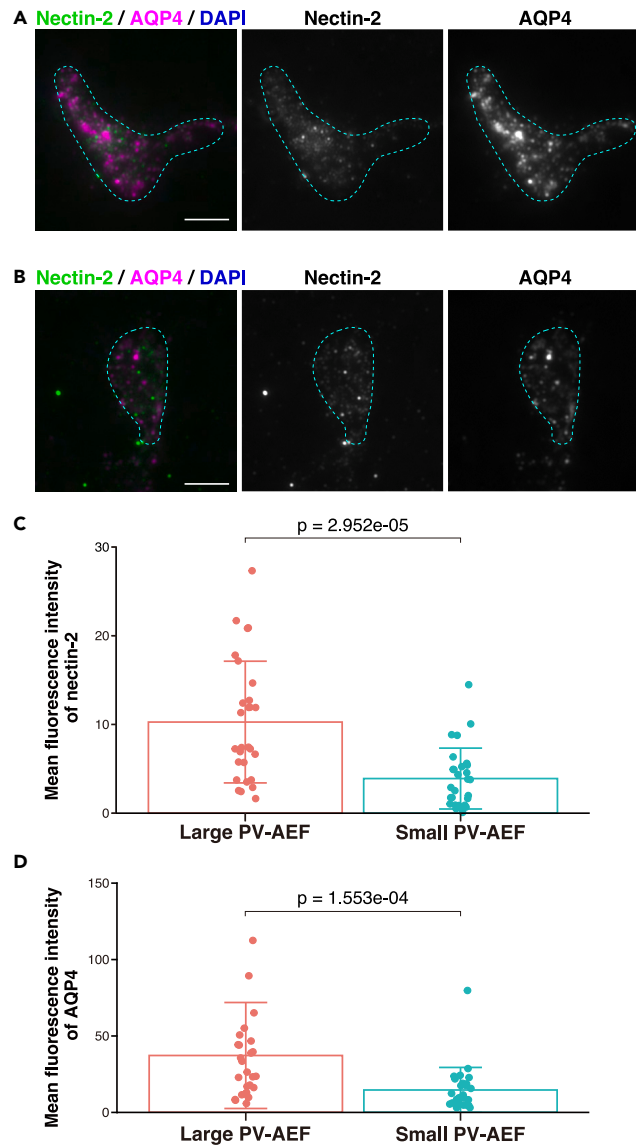 A Nectin-2 / AQP4 / DAPI Nectin-2 AQP4
B Nectin-2 / AQP4 / DAPI Nectin-2 AQP4
C
p = 2.952e-05
Mean fluorescence intensity
of nectin-2
30
20
10
0
Large PV-AEF Small PV-AEF
D
p = 1.553e-04
Mean fluorescence intensity
of AQP4
150
100
50
0
Large PV-AEF Small PV-AEF